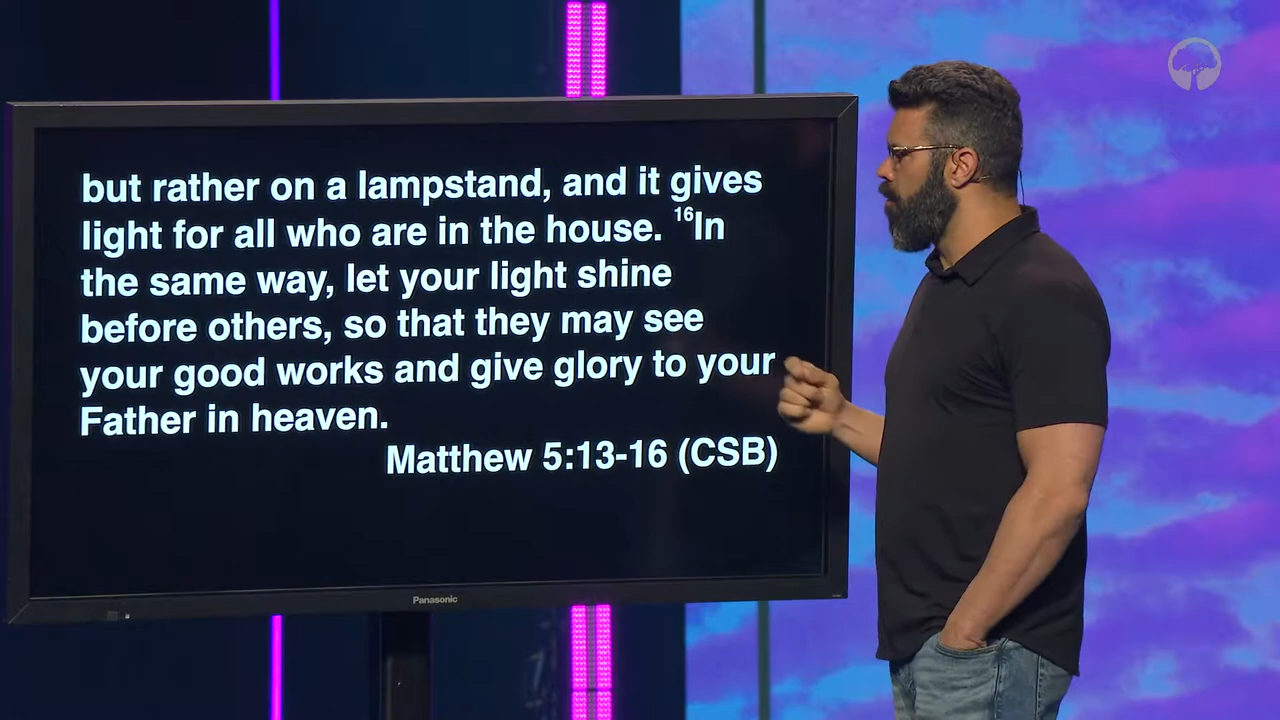 but rather on a lampstand, and it gives
light for all who are in the house. ¹⁶In
the same way, let your light shine
before others, so that they may see
your good works and give glory to your
Father in heaven.
Matthew 5:13-16 (CSB)
Panasonic